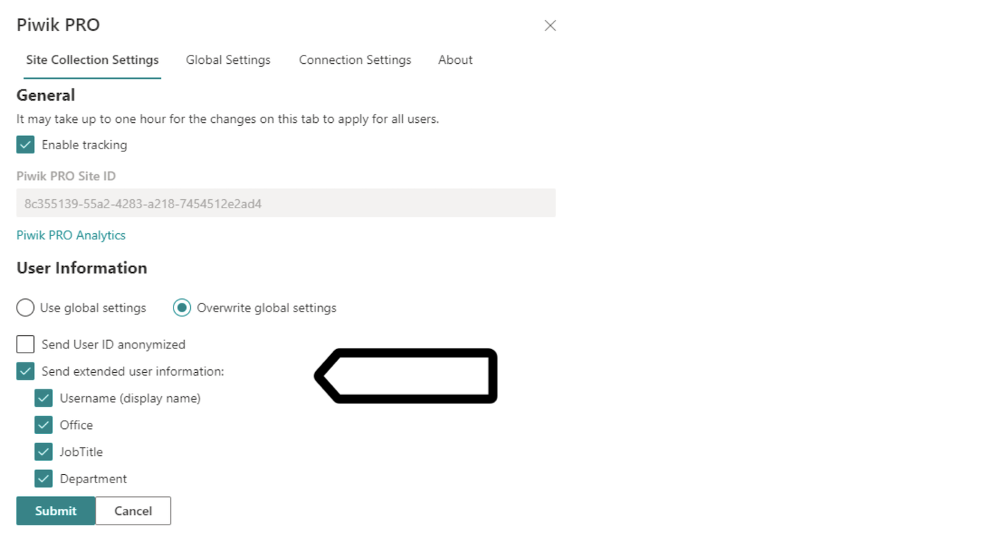 Piwik PRO
Site Collection Settings Global Settings Connection Settings About
General
It may take up to one hour for the changes on this tab to apply for all users.
Enable tracking
Piwik PRO Site ID
8c355139-55a2-4283-a218-7454512e2ad4
Piwik PRO Analytics
User Information
Use global settings Overwrite global settings
Send User ID anonymized
Send extended user information:
Username (display name)
Office
JobTitle
Department
Submit Cancel